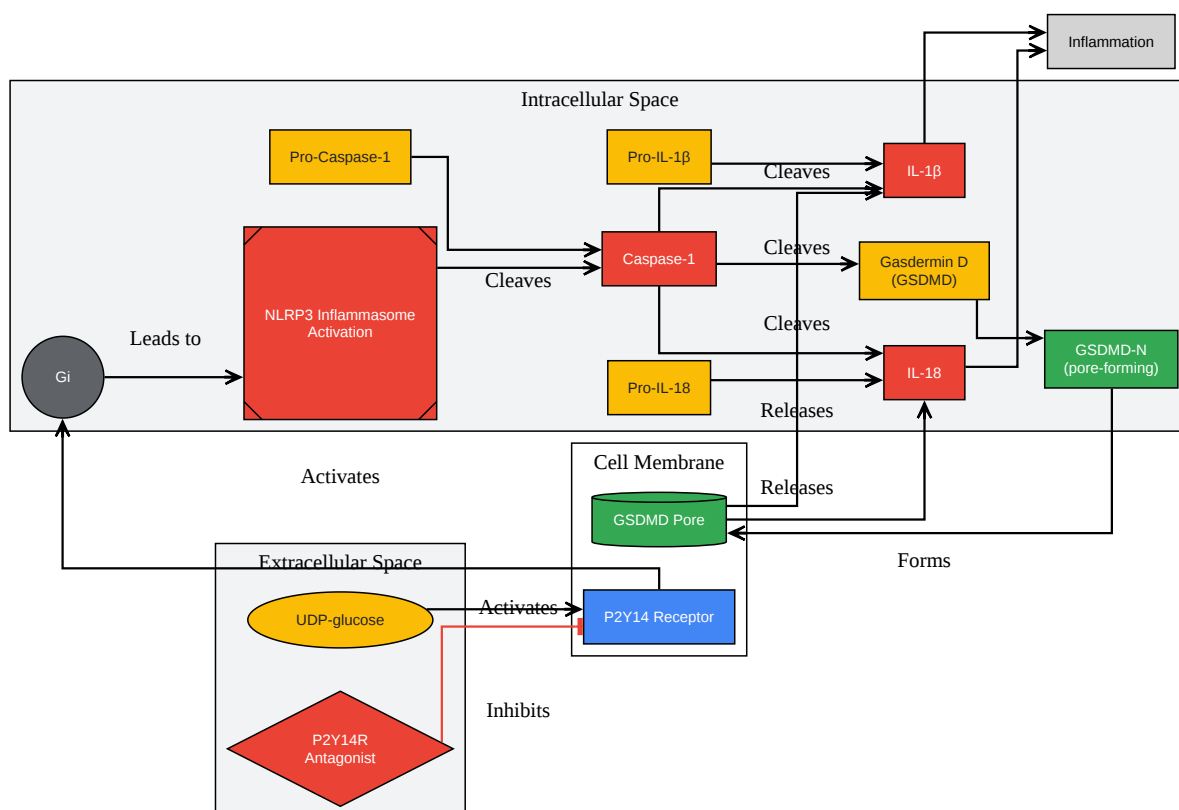 Inflammation
Intracellular Space
Pro-Caspase-1
Pro-IL-1β
Cleaves
IL-1β
NLRP3 Inflammasome
Activation
Cleaves
Caspase-1
Cleaves
Gasdermin D
(GSDMD)
Leads to
Gi
Cleaves
Pro-IL-18
IL-18
GSDMD-N
(pore-forming)
Releases
Activates
Cell Membrane
Releases
GSDMD Pore
Forms
Extracellular Space
UDP-glucose
Activates
P2Y14 Receptor
Inhibits
P2Y14R
Antagonist